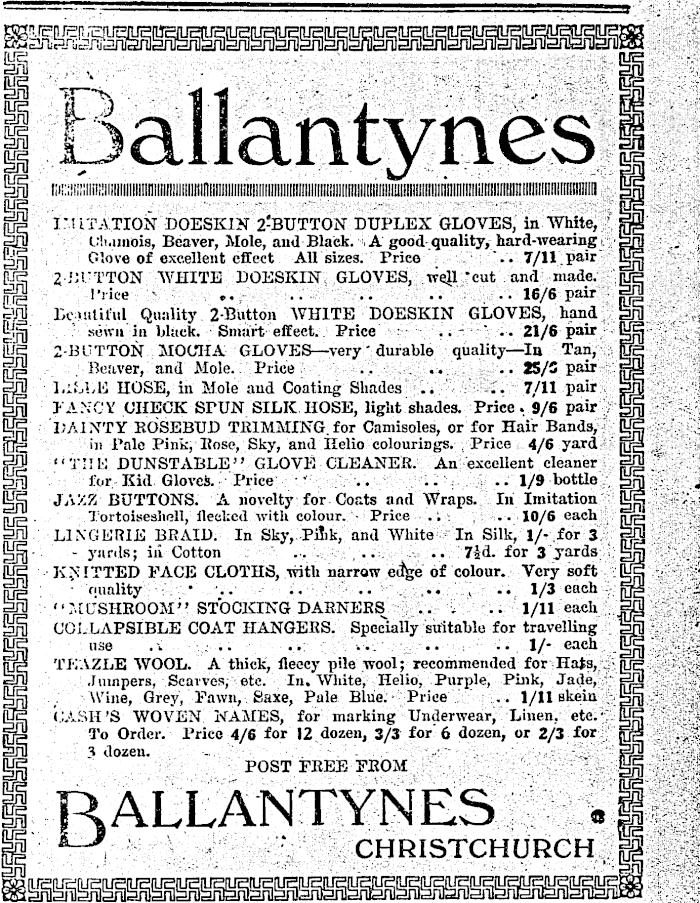 Ballantynes
IMITATION DOESKIN 2-BUTTON DUPLEX GLOVES, in White,
Chamois, Beaver, Mole, and Black. A good quality, hard-wearing
Glove of excellent effect All sizes. Price .. 7/11 pair
2-BUTTON WHITE DOESKIN GLOVES, well cut and made.
Price .. .. .. .. .. 16/6 pair
Beautiful Quality 2-Button WHITE DOESKIN GLOVES, hand
sewn in black. Smart effect. Price .. .. 21/6 pair
2-BUTTON MOCHA GLOVES—very durable quality—In Tan,
Beaver, and Mole. Price .. .. .. pair
LISLE HOSE, in Mole and Coating Shades .. .. 7/11 pair
FANCY CHECK SPUN SILK HOSE, light shades. Price . 9/6 pair
DAINTY ROSEBUD TRIMMING for Camisoles, or for Hair Bands,
in Pale Pink, Rose, Sky, and Helio colourings. Price 4/6 yard
"THE DUNSTABLE" GLOVE CLEANER. An excellent cleaner
for Kid Gloves. Price .. .. .. .. 1/9 bottle
JAZZ BUTTONS. A novelty for Coats and Wraps. In Imitation
Tortoiseshell, flecked with colour. Price .. .. 10/6 each
LINGERIE BRAID. In Sky, Pink, and White In Silk, 1/- for 3
yards; in Cotton .. .. .. .. 7½d. for 3 yards
KNITTED FACE CLOTHS, with narrow edge of colour. Very soft
quality .. .. .. .. .. 1/3 each
"MUSHROOM" STOCKING DARNERS .. .. .. 1/11 each
COLLAPSIBLE COAT HANGERS. Specially suitable for travelling
use .. .. .. .. .. .. 1/- each
TEAZLE WOOL. A thick, fleecy pile wool; recommended for Hats,
Jumpers, Scarves, etc. In White, Helio, Purple, Pink, Jade,
Wine, Grey, Fawn, Saxe, Pale Blue. Price .. 1/11 skein
CASH'S WOVEN NAMES, for marking Underwear, Linen, etc.
To Order. Price 4/6 for 12 dozen, 3/3 for 6 dozen, or 2/3 for
3 dozen.
POST FREE FROM
BALLANTYNES
CHRISTCHURCH